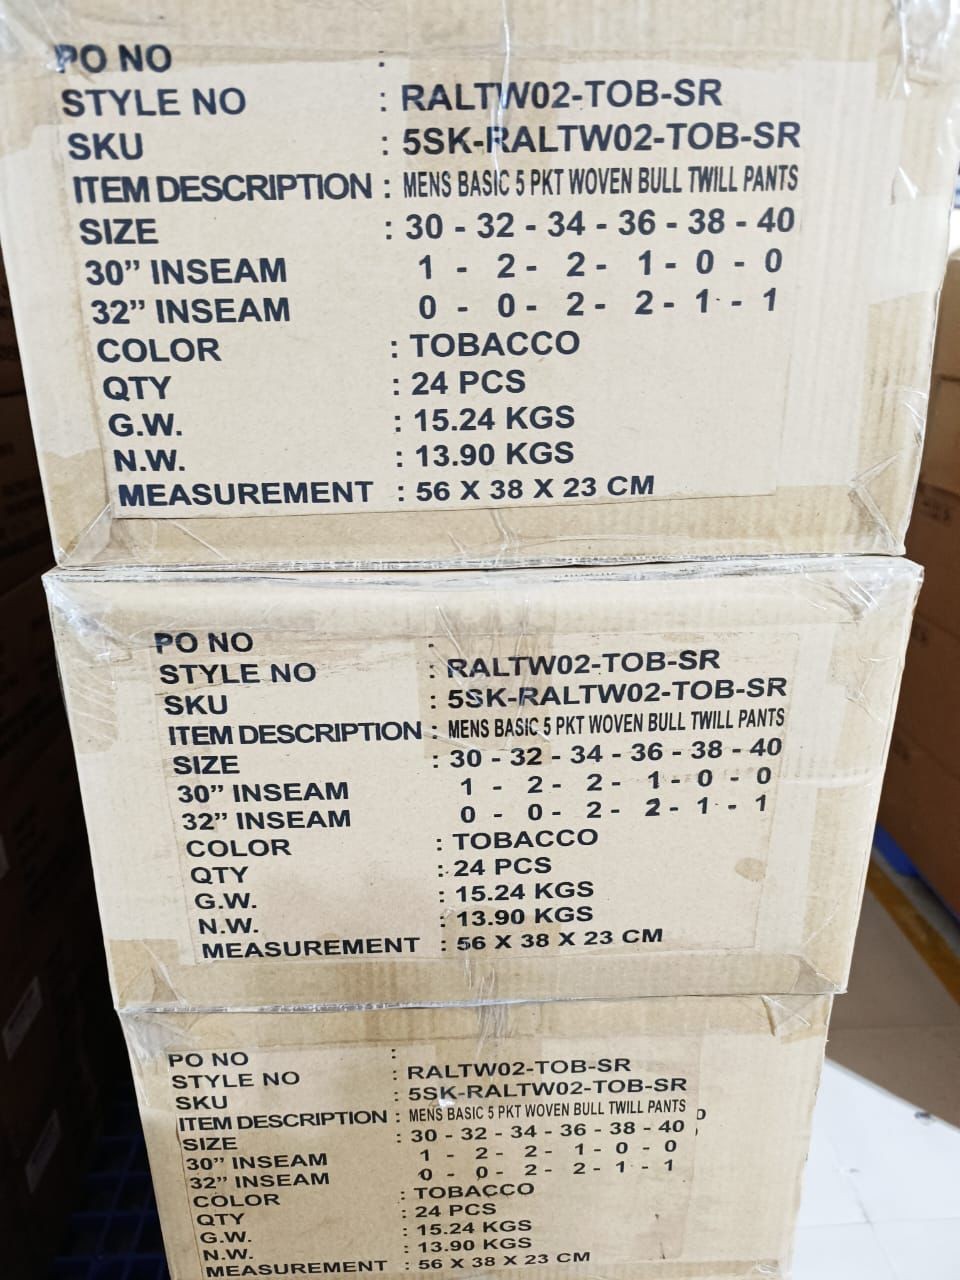 PO NO :
STYLE NO : RALTW02-TOB-SR
SKU : 5SK-RALTW02-TOB-SR
ITEM DESCRIPTION : MENS BASIC 5 PKT WOVEN BULL TWILL PANTS
SIZE : 30 - 32 - 34 - 36 - 38 - 40
30” INSEAM 1 - 2 - 2 - 1 - 0 - 0
32” INSEAM 0 - 0 - 2 - 2 - 1 - 1
COLOR : TOBACCO
QTY : 24 PCS
G.W. : 15.24 KGS
N.W. : 13.90 KGS
MEASUREMENT : 56 X 38 X 23 CM
PO NO :
STYLE NO : RALTW02-TOB-SR
SKU : 5SK-RALTW02-TOB-SR
ITEM DESCRIPTION : MENS BASIC 5 PKT WOVEN BULL TWILL PANTS
SIZE : 30 - 32 - 34 - 36 - 38 - 40
30” INSEAM 1 - 2 - 2 - 1 - 0 - 0
32” INSEAM 0 - 0 - 2 - 2 - 1 - 1
COLOR : TOBACCO
QTY : 24 PCS
G.W. : 15.24 KGS
N.W. : 13.90 KGS
MEASUREMENT : 56 X 38 X 23 CM
PO NO :
STYLE NO : RALTW02-TOB-SR
SKU : 5SK-RALTW02-TOB-SR
ITEM DESCRIPTION : MENS BASIC 5 PKT WOVEN BULL TWILL PANTS
SIZE : 30 - 32 - 34 - 36 - 38 - 40
30” INSEAM 1 - 2 - 2 - 1 - 0 - 0
32” INSEAM 0 - 0 - 2 - 2 - 1 - 1
COLOR : TOBACCO
QTY : 24 PCS
G.W. : 15.24 KGS
N.W. : 13.90 KGS
MEASUREMENT : 56 X 38 X 23 CM